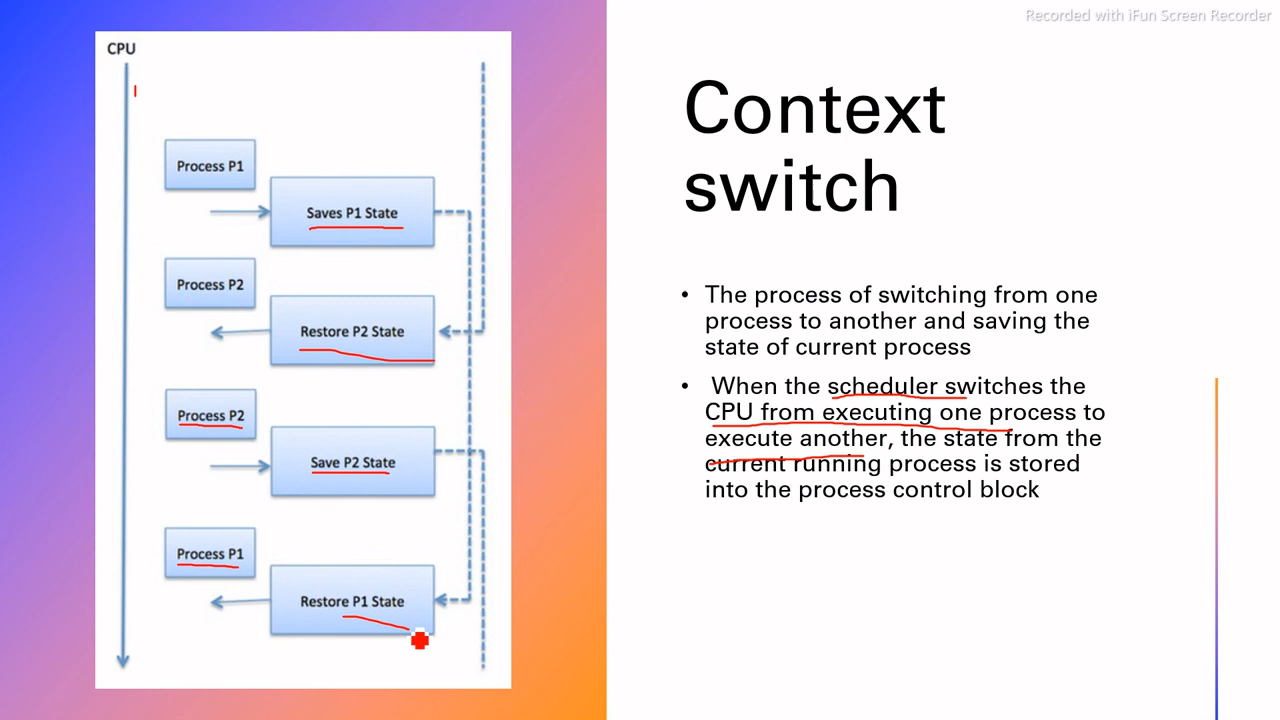 Recorded with iFun Screen Recorder
CPU
Process P1
Saves P1 State
Process P2
Restore P2 State
Process P2
Save P2 State
Process P1
Restore P1 State
Context
switch
• The process of switching from one
process to another and saving the
state of current process
• When the scheduler switches the
CPU from executing one process to
execute another, the state from the
current running process is stored
into the process control block